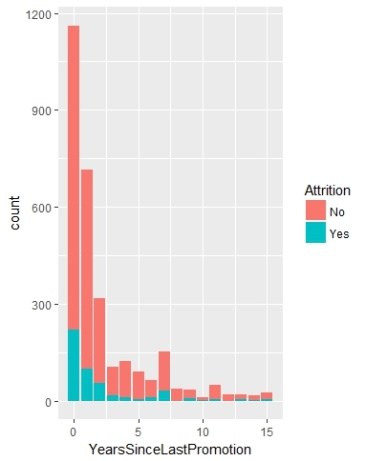 1200
900
600
300
0
count
0 5 10 15
YearsSinceLastPromotion
Attrition
No
Yes